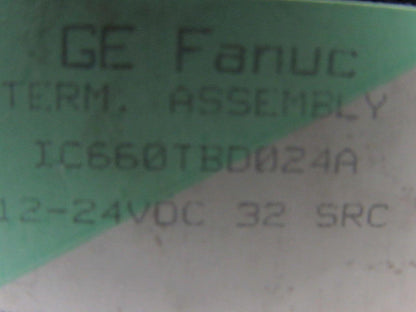 GE Fanuc
TERM. ASSEMBLY
IC660TBD024A
12-24VDC 32 SRC